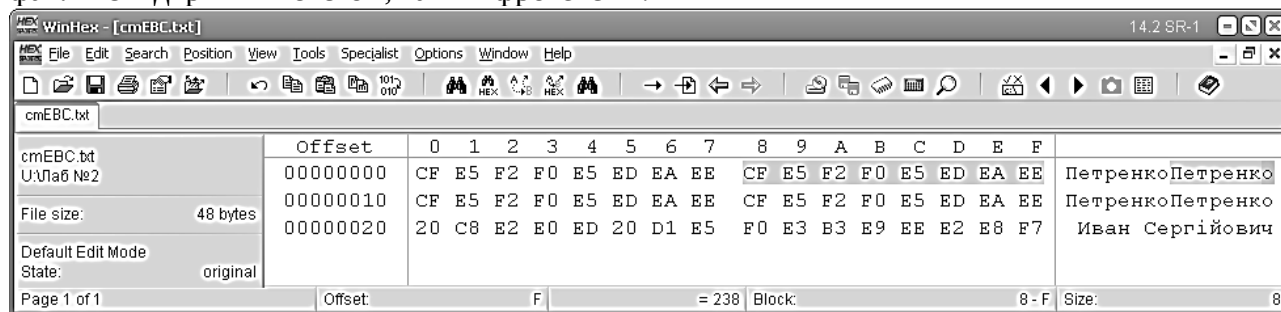 WinHex - [cmEBC.txt] 14.2 SR-1
File Edit Search Position View Tools Specialist Options Window Help
cmEBC.txt
cmEBC.txt
U:\Лаб №2
File size: 48 bytes
Default Edit Mode
State: original
Offset 0 1 2 3 4 5 6 7 8 9 A B C D E F
00000000 CF E5 F2 F0 E5 ED EA EE CF E5 F2 F0 E5 ED EA EE ПетренкоПетренко
00000010 CF E5 F2 F0 E5 ED EA EE CF E5 F2 F0 E5 ED EA EE ПетренкоПетренко
00000020 20 C8 E2 E0 ED 20 D1 E5 F0 E3 B3 E9 EE E2 E8 F7 Иван Сергійович
Page 1 of 1 Offset: F = 238 Block: 8 - F Size: 8